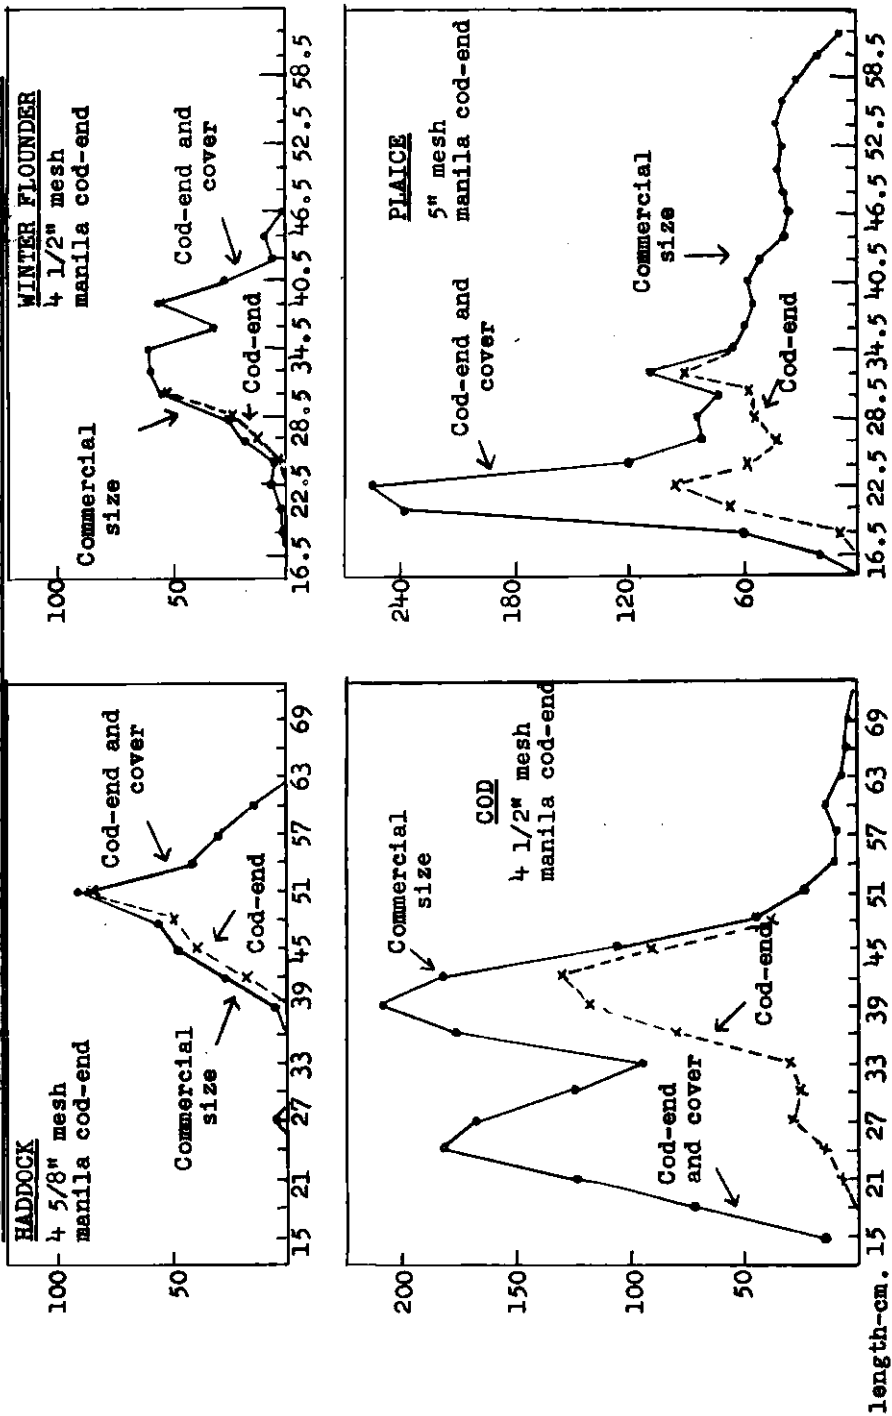 HADDOCK
4 5/8" mesh
manila cod-end
100
50
Cod-end and
cover
Cod-end
Commercial
size
15
21
27
33
39
45
51
57
63
69
WINTER FLOUNDER
4 1/2" mesh
manila cod-end
100
50
Cod-end and
cover
Cod-end
Commercial
size
16.5
22.5
28.5
34.5
40.5
46.5
52.5
58.5
COD
4 1/2" mesh
manila cod-end
200
150
100
50
Commercial
size
Cod-end
Cod-end
and cover
15
21
27
33
39
45
51
57
63
69
length-cm.
PLAICE
5" mesh
manila cod-end
240
180
120
60
Cod-end and
cover
Commercial
size
Cod-end
16.5
22.5
28.5
34.5
40.5
46.5
52.5
58.5